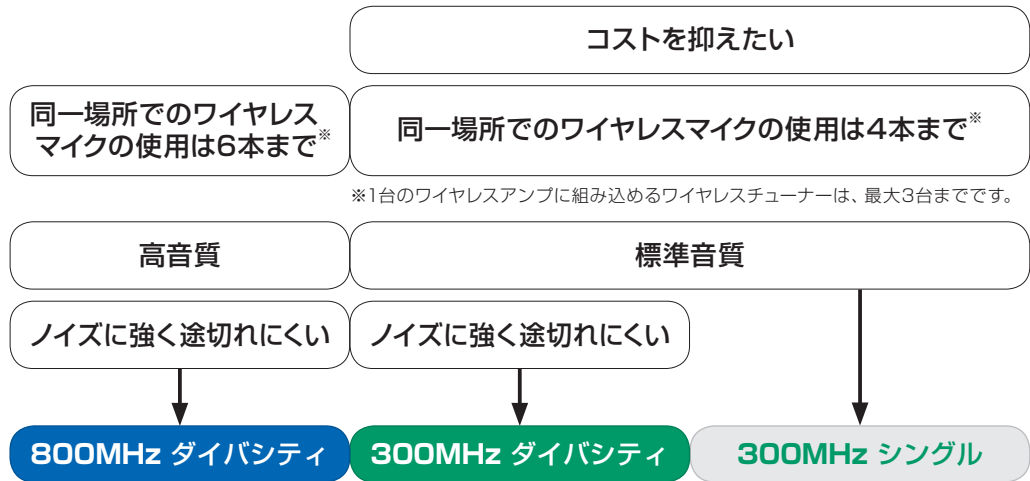 コストを抑えたい
同一場所でのワイヤレス
マイクの使用は6本まで※
同一場所でのワイヤレスマイクの使用は4本まで※
※1台のワイヤレスアンプに組み込めるワイヤレスチューナーは、最大3台までです。
高音質
標準音質
ノイズに強く途切れにくい
ノイズに強く途切れにくい
800MHz ダイバシティ
300MHz ダイバシティ
300MHz シングル